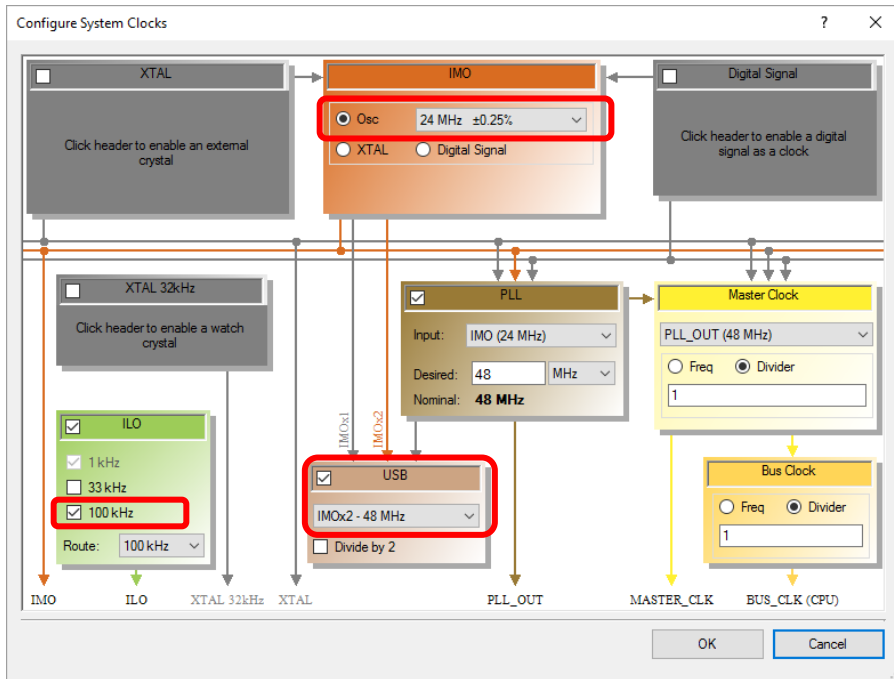 Configure System Clocks
?
XTAL
Click header to enable an external
crystal
IMO
Osc
24 MHz ±0.25%
XTAL
Digital Signal
Digital Signal
Click header to enable a digital
signal as a clock
XTAL 32kHz
Click header to enable a watch
crystal
PLL
Input:
IMO (24 MHz)
Desired:
48
MHz
Nominal:
48 MHz
Master Clock
PLL_OUT (48 MHz)
Freq
Divider
1
ILO
1 kHz
33 kHz
100 kHz
Route:
100 kHz
IMOx1
IMOx2
USB
IMOx2 - 48 MHz
Divide by 2
Bus Clock
Freq
Divider
1
IMO
ILO
XTAL 32kHz
XTAL
PLL_OUT
MASTER_CLK
BUS_CLK (CPU)
OK
Cancel